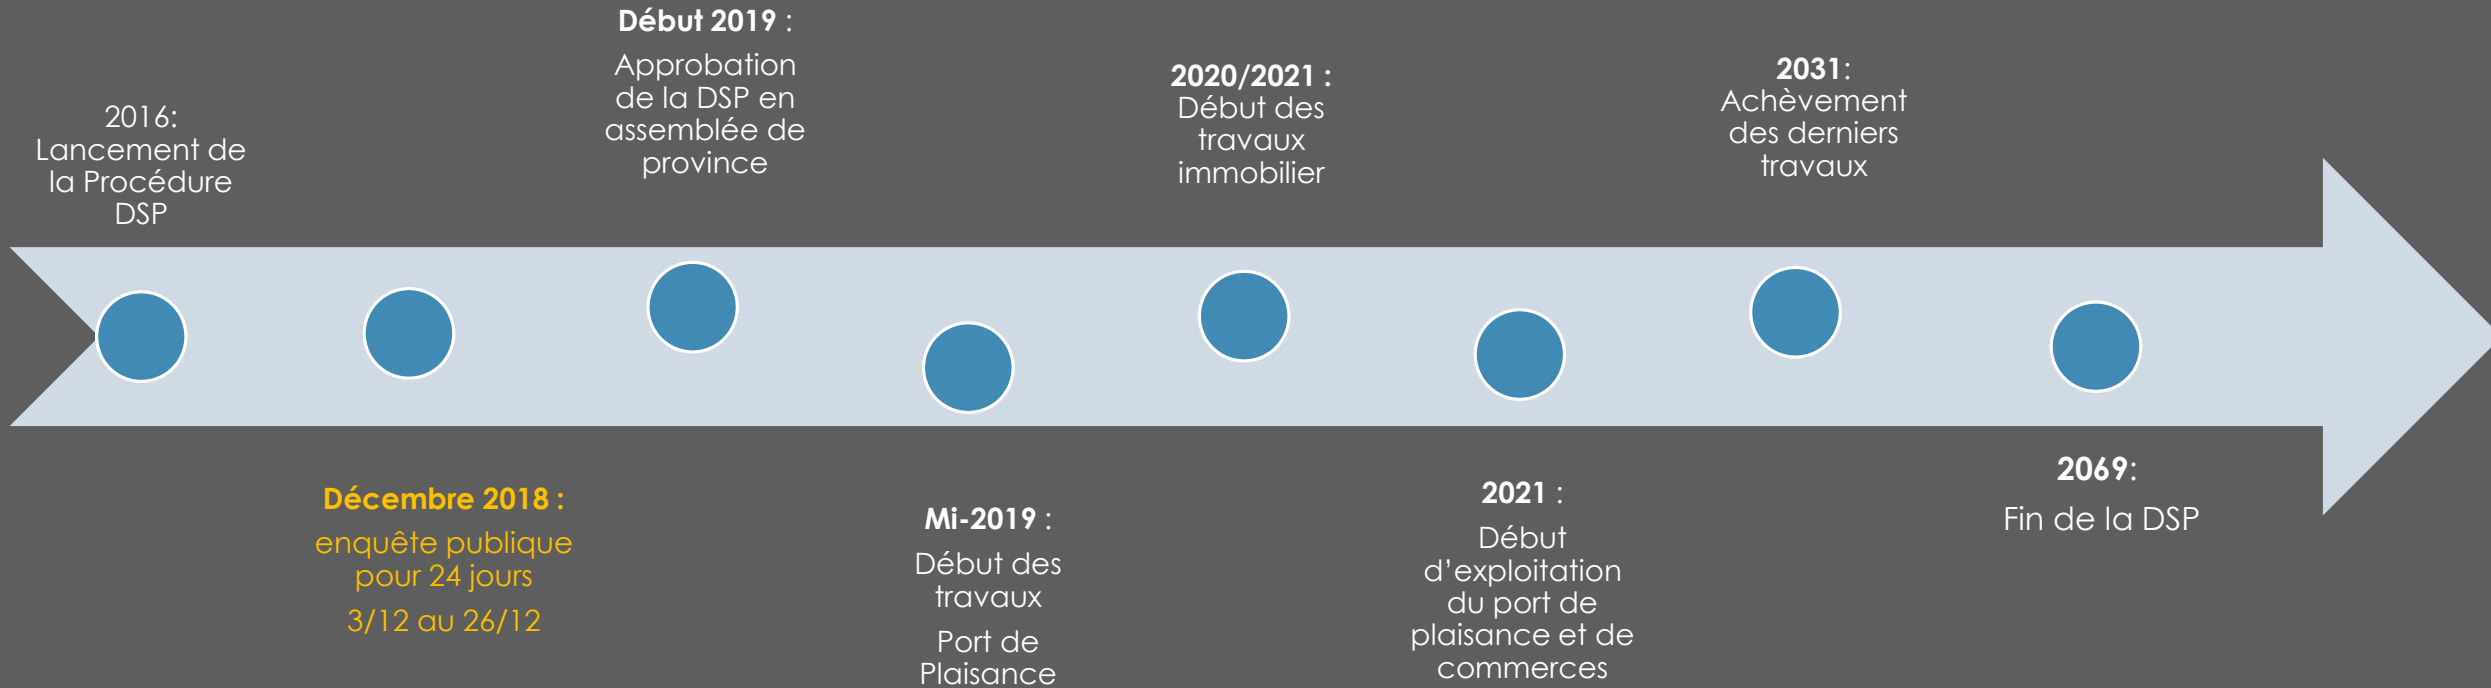 2016:
Lancement de
la Procédure
DSP
Décembre 2018 :
enquête publique
pour 24 jours
3/12 au 26/12
Début 2019 :
Approbation
de la DSP en
assemblée de
province
Mi-2019 :
Début des
travaux
Port de
Plaisance
2020/2021 :
Début des
travaux
immobilier
2021 :
Début
d’exploitation
du port de
plaisance et de
commerces
2031:
Achèvement
des derniers
travaux
2069:
Fin de la DSP